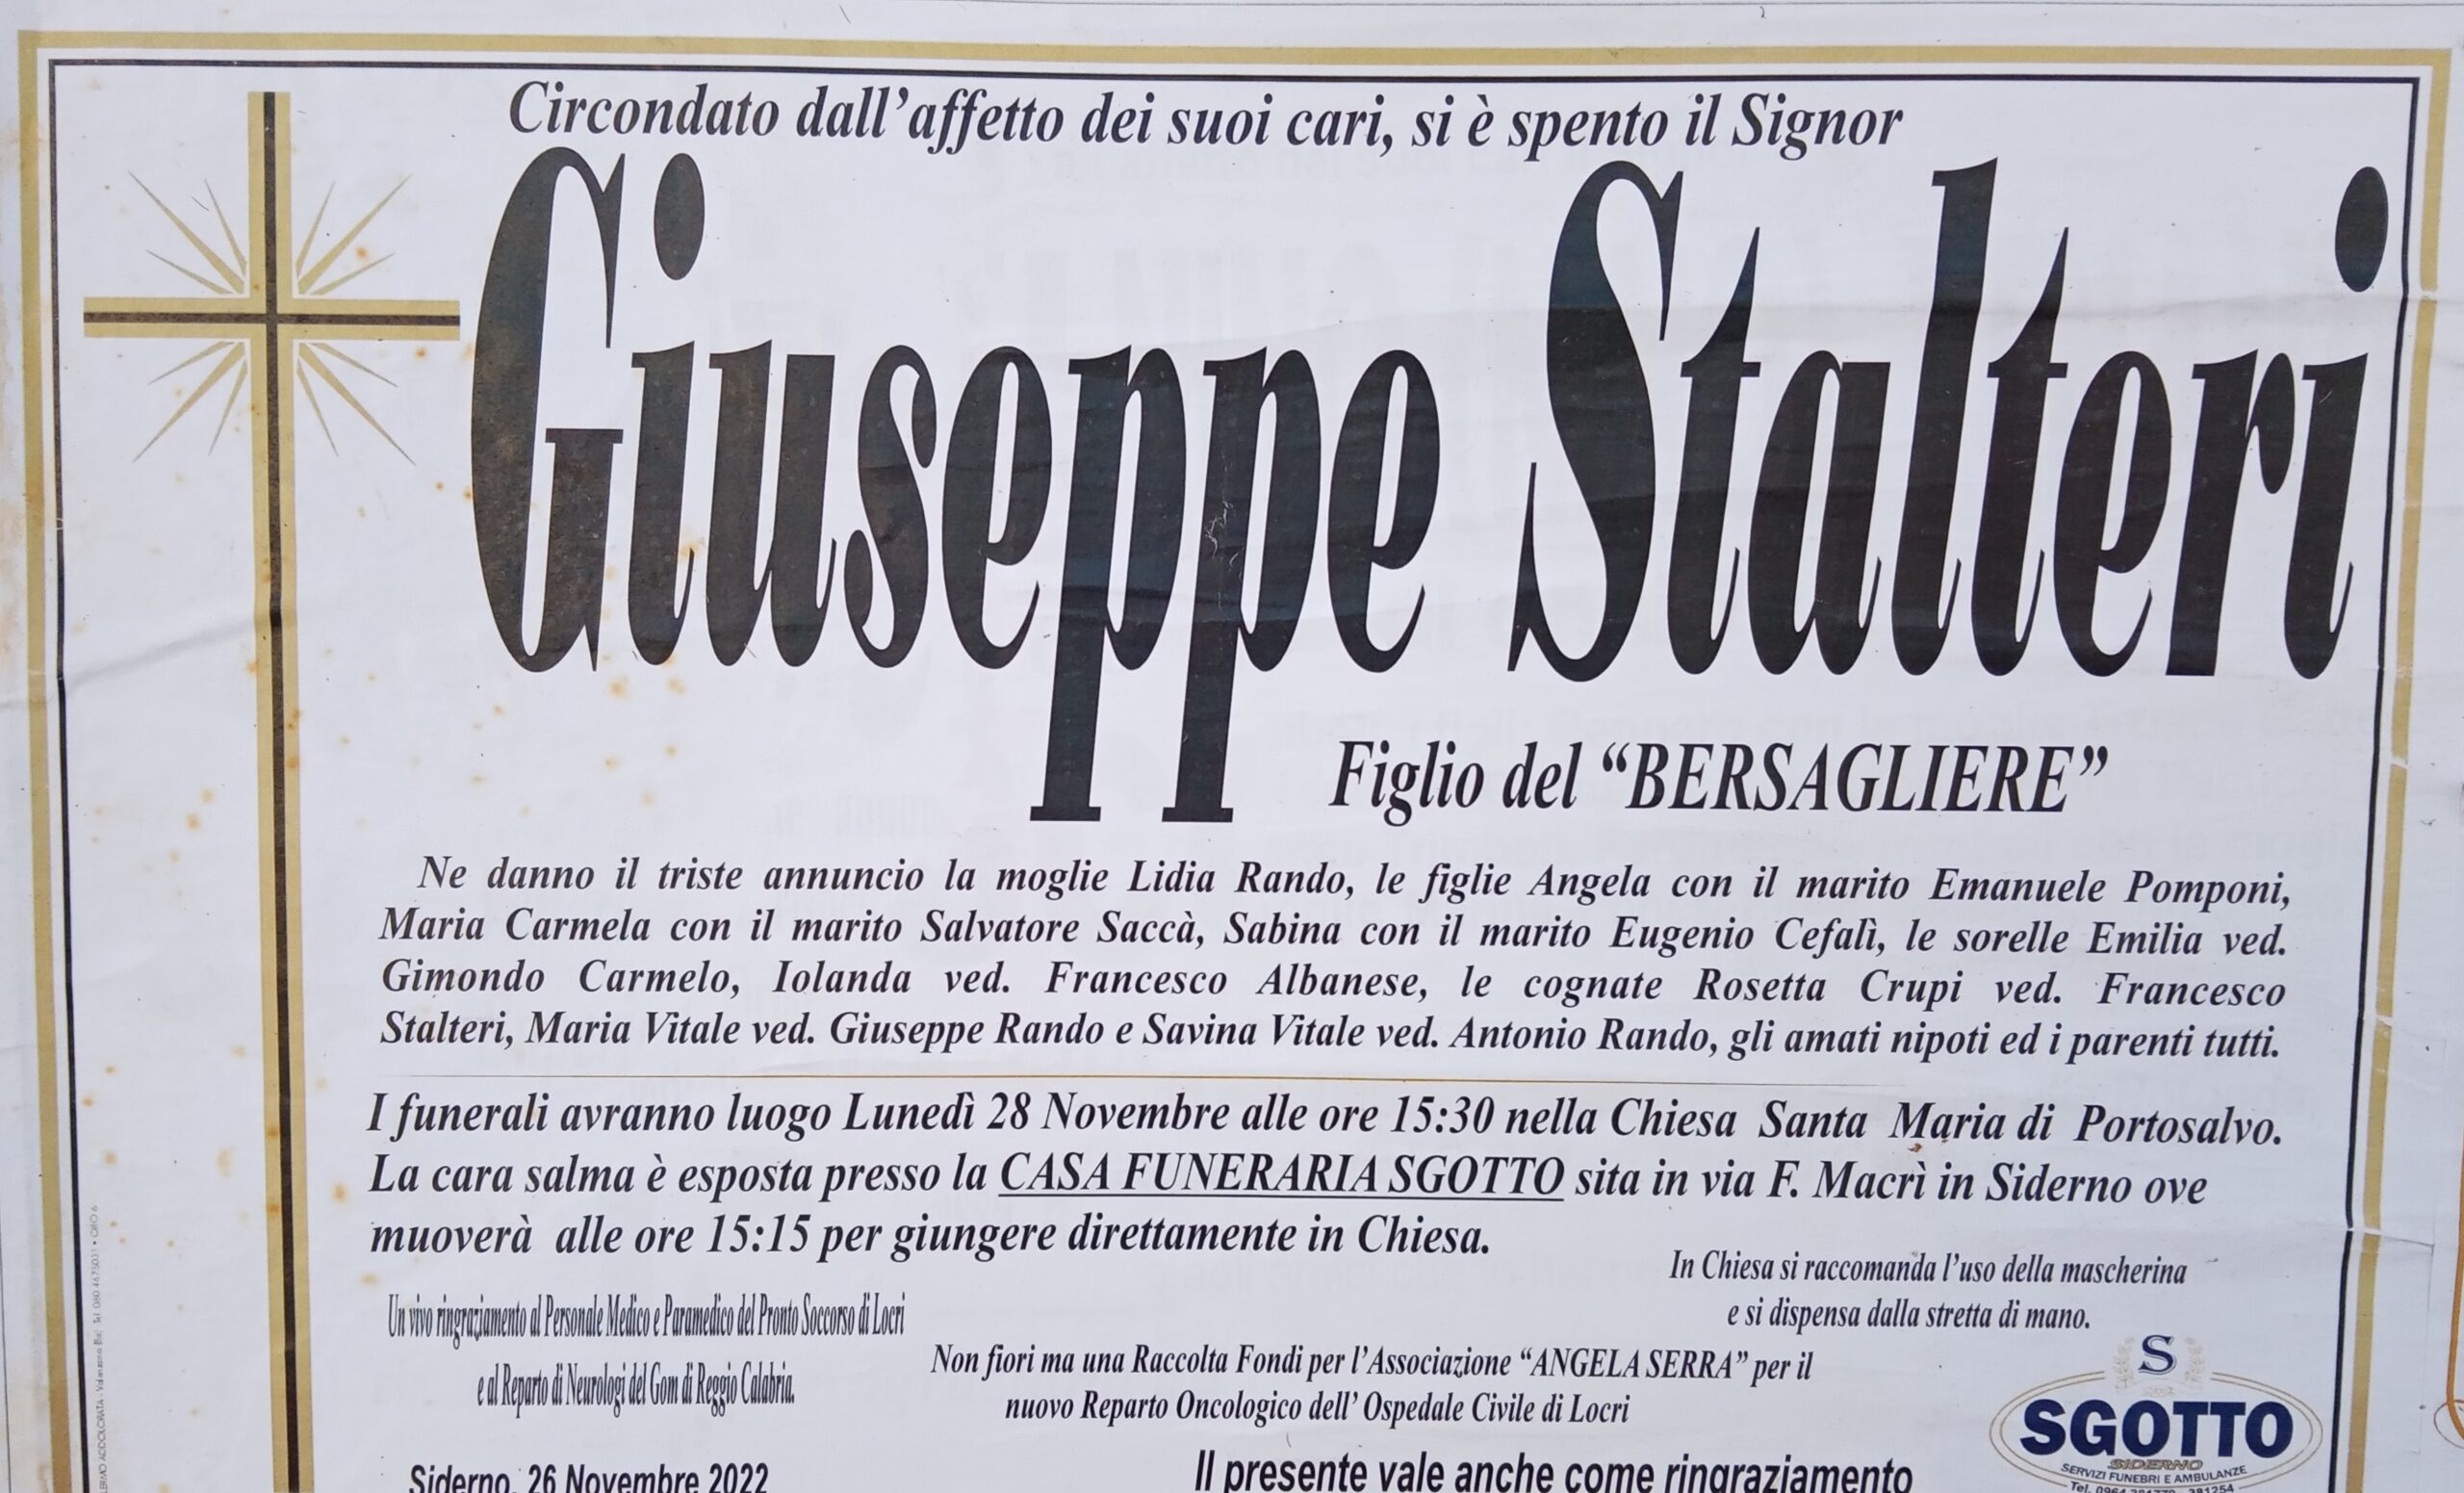 Circondato dall'affetto dei suoi cari, si è spento il Signor
Giuseppe Stalteri
Figlio del “BERSAGLIERE”
Ne danno il triste annuncio la moglie Lidia Rando, le figlie Angela con il marito Emanuele Pomponi,
Maria Carmela con il marito Salvatore Saccà, Sabina con il marito Eugenio Cefalì, le sorelle Emilia ved.
Gimondo Carmelo, Iolanda ved. Francesco Albanese, le cognate Rosetta Crupi ved. Francesco
Stalteri, Maria Vitale ved. Giuseppe Rando e Savina Vitale ved. Antonio Rando, gli amati nipoti ed i parenti tutti.
I funerali avranno luogo Lunedì 28 Novembre alle ore 15:30 nella Chiesa Santa Maria di Portosalvo.
La cara salma è esposta presso la CASA FUNERARIA SGOTTO sita in via F. Macrì in Siderno ove
muoverà alle ore 15:15 per giungere direttamente in Chiesa.
In Chiesa si raccomanda l'uso della mascherina
e si dispensa dalla stretta di mano.
Un vivo ringraziamento al Personale Medico e Paramedico del Pronto Soccorso di Locri
e al Reparto di Neurologi del Gom di Reggio Calabria.
Non fiori ma una Raccolta Fondi per l'Associazione “ANGELA SERRA” per il
nuovo Reparto Oncologico dell' Ospedale Civile di Locri
Siderno, 26 Novembre 2022
Il presente vale anche come ringraziamento
S
SGOTTO
SIDERNO
SERVIZI FUNEBRI E AMBULANZE
Tel. 0964
381254